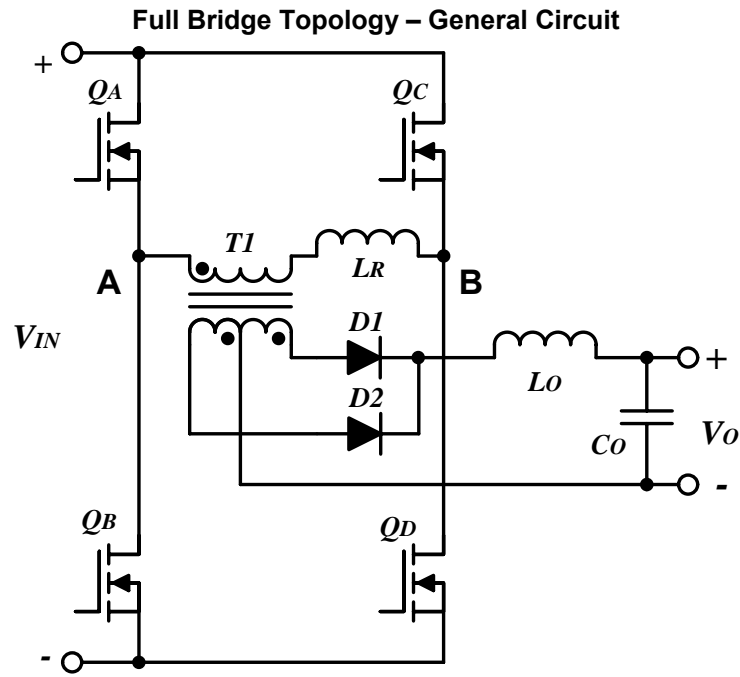 Full Bridge Topology – General Circuit
+
QA
QC
T1
LR
A
B
VIN
D1
D2
LO
+
CO
VO
-
QB
QD
-